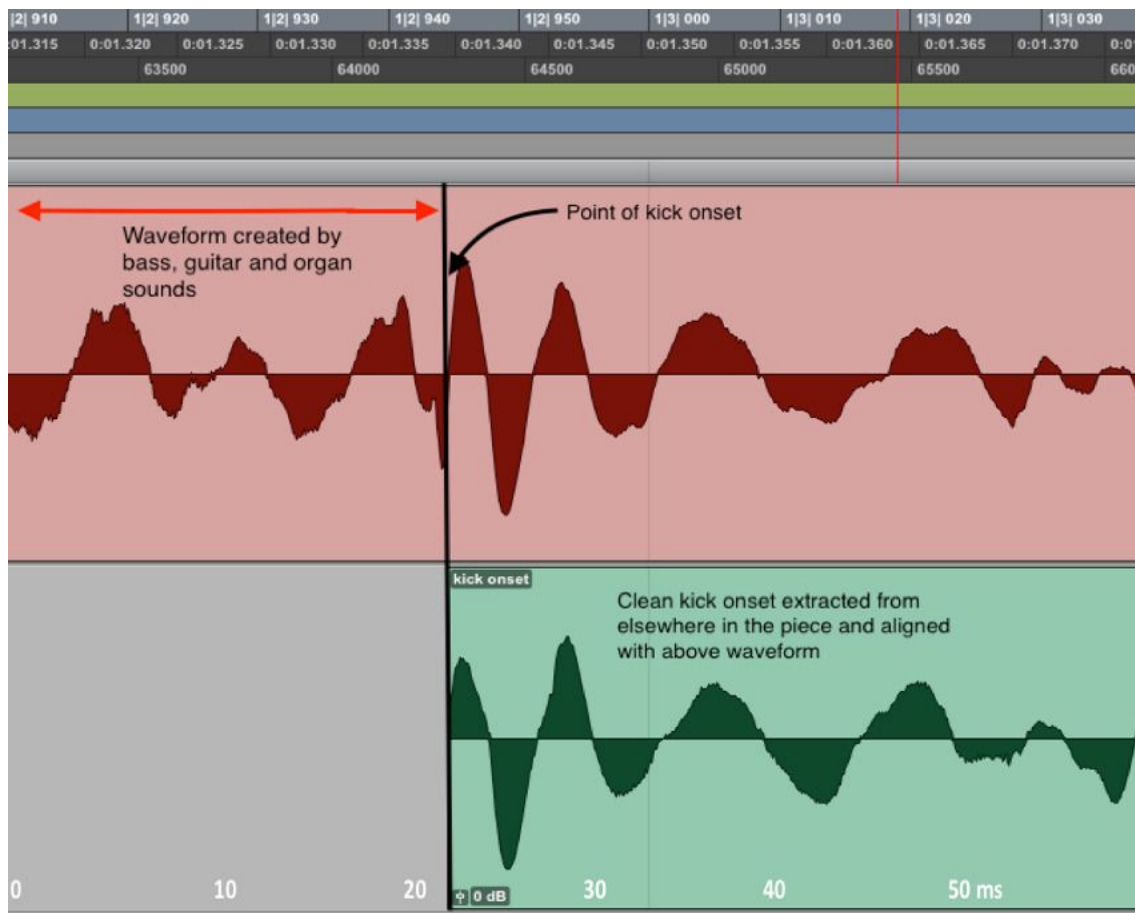 |2| 910 1|2| 920 1|2| 930 1|2| 940 1|2| 950 1|3| 000 1|3| 010 1|3| 020 1|3| 030
:01.315 0:01.320 0:01.325 0:01.330 0:01.335 0:01.340 0:01.345 0:01.350 0:01.355 0:01.360 0:01.365 0:01.370 0:0
63500 64000 64500 65000 65500 660
Point of kick onset
Waveform created by
bass, guitar and organ
sounds
kick onset
Clean kick onset extracted from
elsewhere in the piece and aligned
with above waveform
0 dB
0 10 20 30 40 50 ms